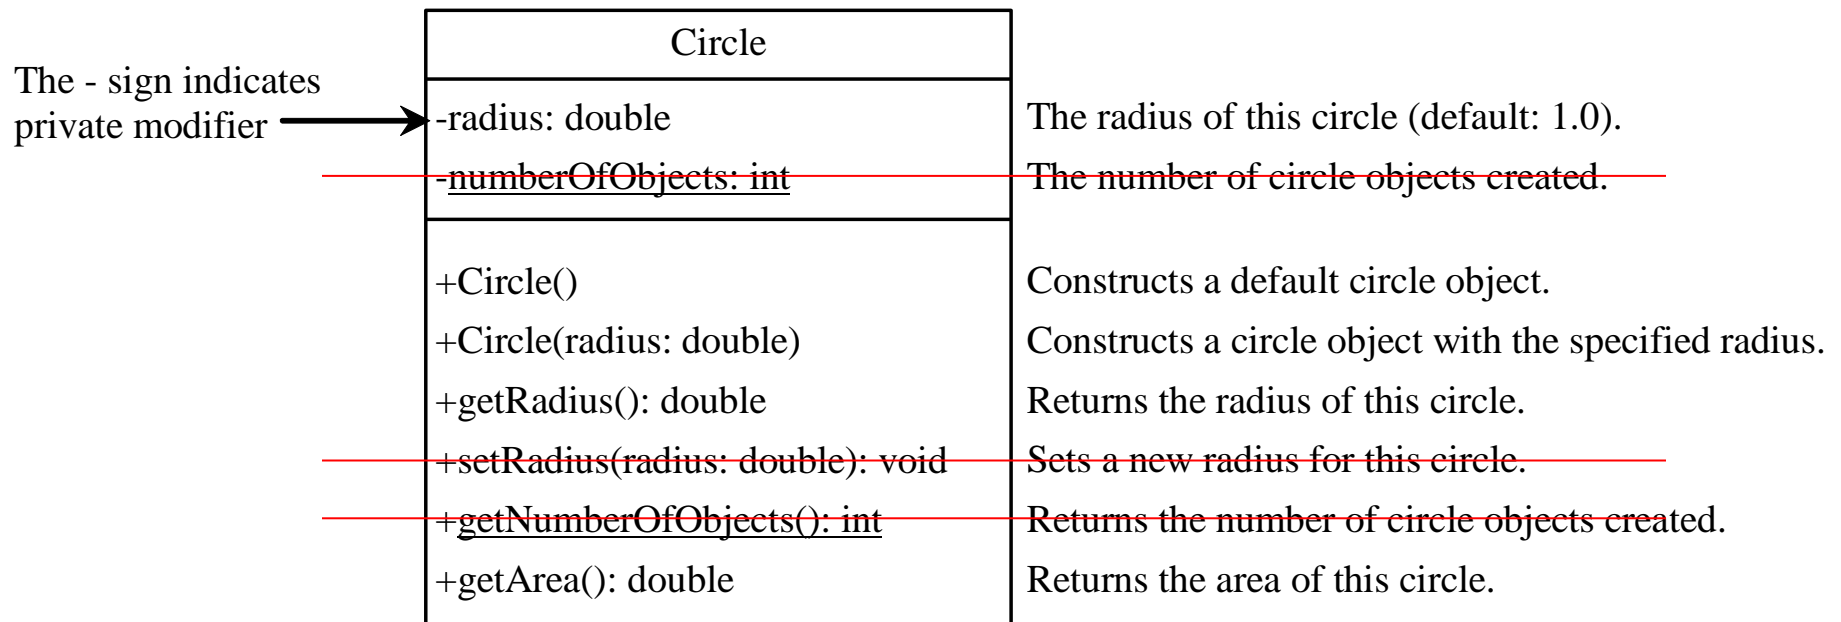 Circle
The - sign indicates
private modifier
-radius: double
The radius of this circle (default: 1.0).
-numberOfObjects: int
The number of circle objects created.
+Circle()
Constructs a default circle object.
+Circle(radius: double)
Constructs a circle object with the specified radius.
+getRadius(): double
Returns the radius of this circle.
+setRadius(radius: double): void
Sets a new radius for this circle.
+getNumberOfObjects(): int
Returns the number of circle objects created.
+getArea(): double
Returns the area of this circle.